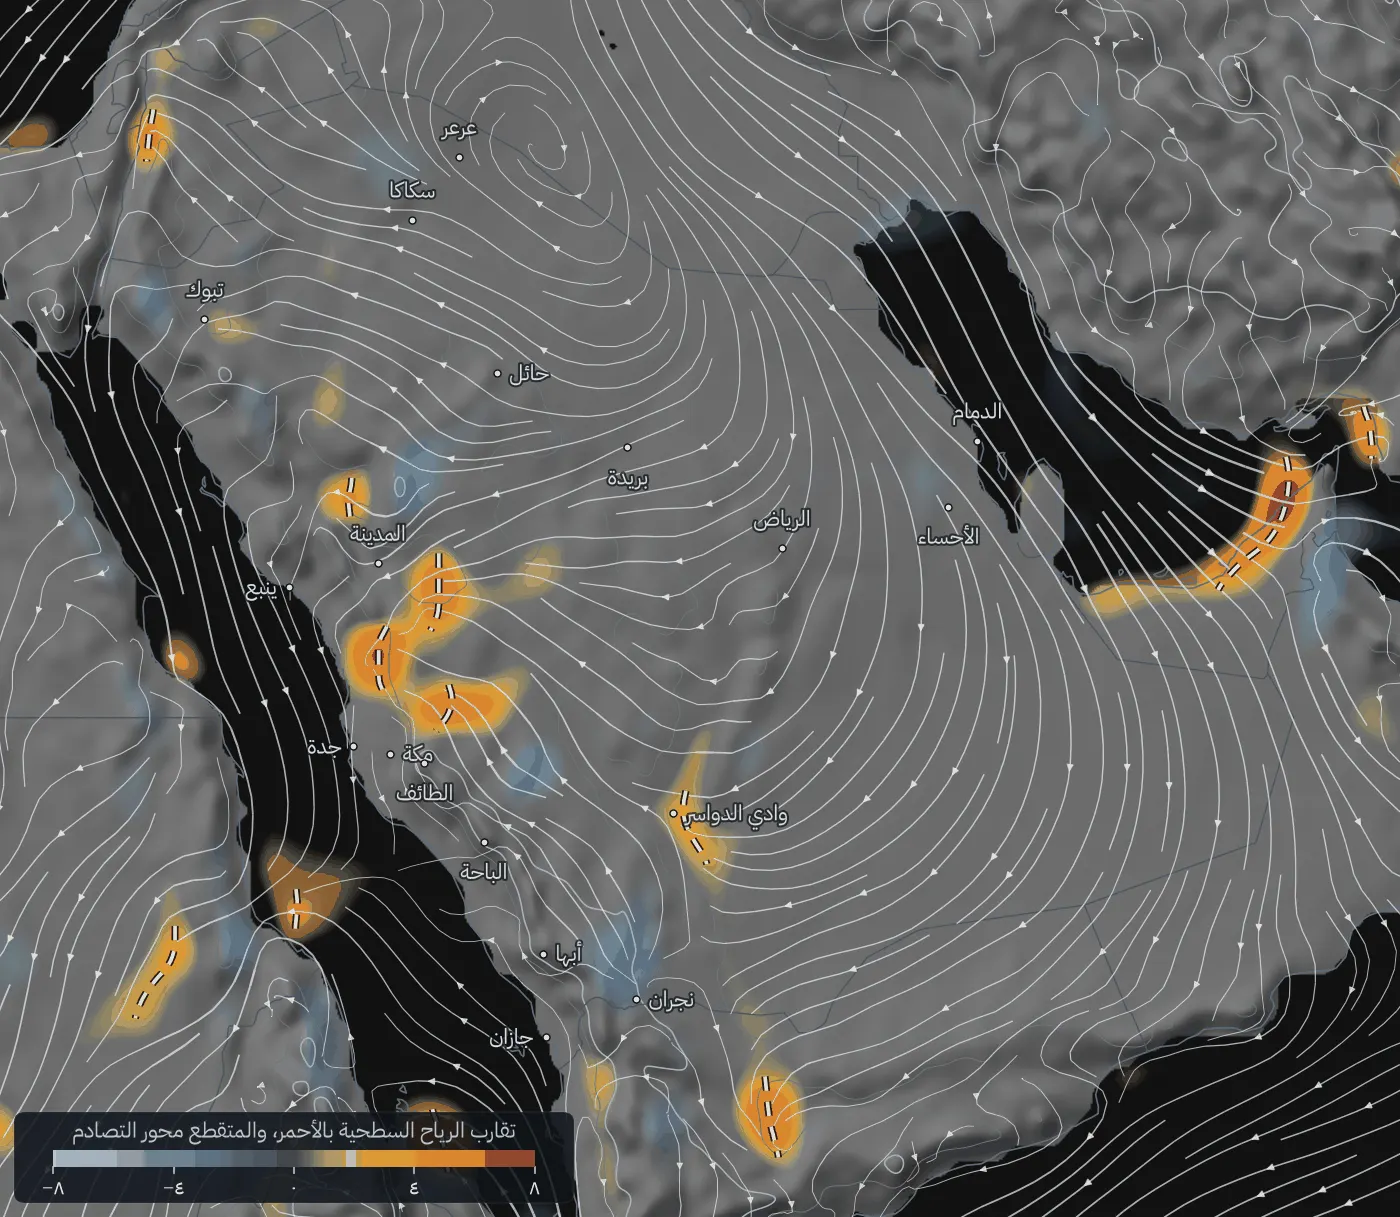 عرعر
سكاكا
تبوك
حائل
الدمام
بريدة
الرياض
الأحساء
المدينة
ينبع
جدة
مكة
الطائف
وادي الدواسر
الباحة
أبها
نجران
جازان
تقارب الرياح السطحية بالأحمر، والمتقطع محور التصادم
−٨ −٤ ٠ ٤ ٨